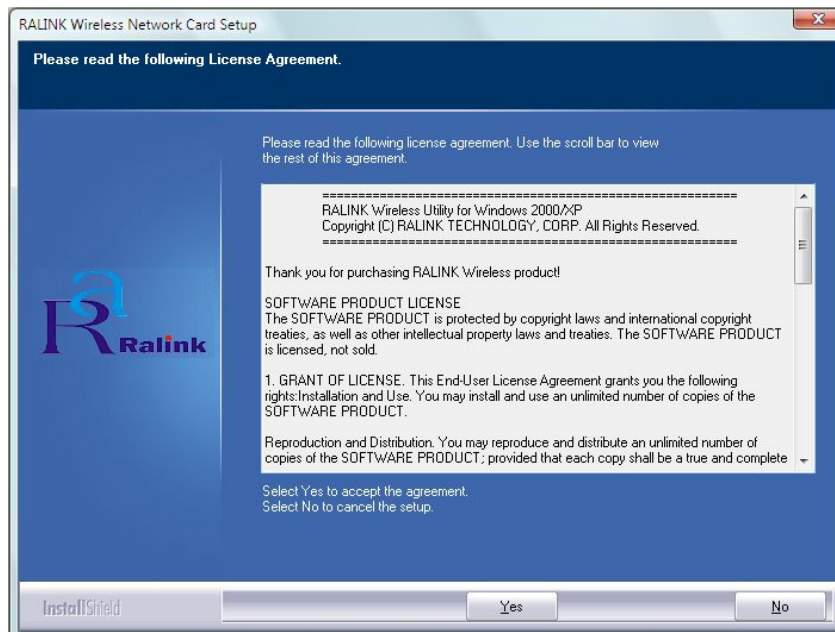 RALINK Wireless Network Card Setup
Please read the following License Agreement.
Please read the following license agreement. Use the scroll bar to view
the rest of this agreement.
==========================================================
RALINK Wireless Utility for Windows 2000/XP
Copyright (C) RALINK TECHNOLOGY, CORP. All Rights Reserved.
==========================================================
Thank you for purchasing RALINK Wireless product!
SOFTWARE PRODUCT LICENSE
The SOFTWARE PRODUCT is protected by copyright laws and international copyright
treaties, as well as other intellectual property laws and treaties. The SOFTWARE PRODUCT
is licensed, not sold.
1. GRANT OF LICENSE. This End-User License Agreement grants you the following
rights:Installation and Use. You may install and use an unlimited number of copies of the
SOFTWARE PRODUCT.
Reproduction and Distribution. You may reproduce and distribute an unlimited number of
copies of the SOFTWARE PRODUCT; provided that each copy shall be a true and complete
Ra
Ralink
Select Yes to accept the agreement.
Select No to cancel the setup.
InstallShield
Yes
No